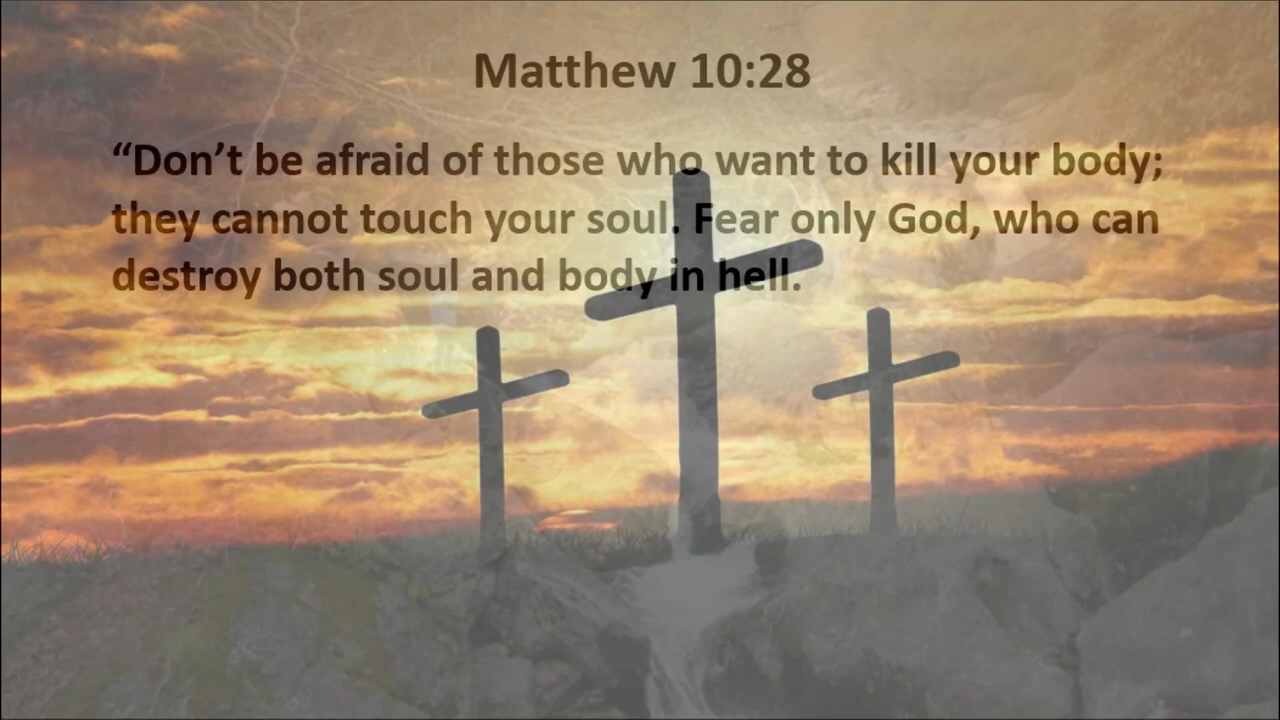 Matthew 10:28
“Don’t be afraid of those who want to kill your body;
they cannot touch your soul. Fear only God, who can
destroy both soul and body in hell.